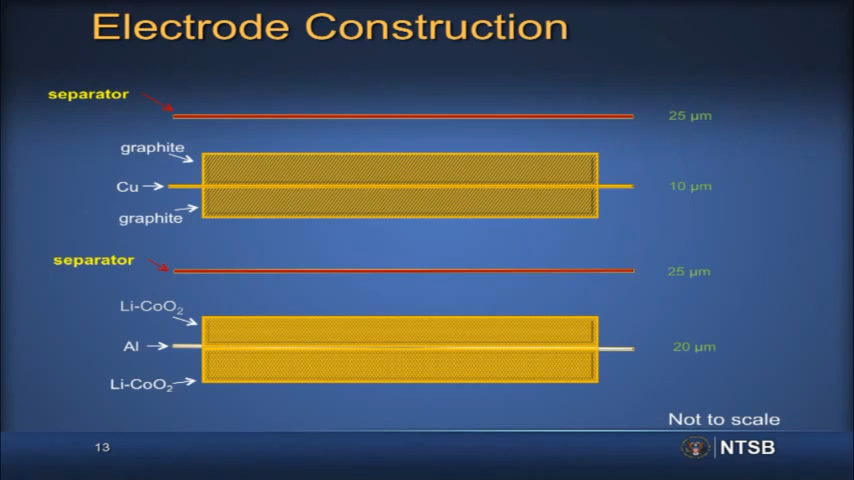 Electrode Construction
separator
25 µm
graphite
Cu
10 µm
graphite
separator
25 µm
Li-CoO₂
Al
20 µm
Li-CoO₂
Not to scale
13
NTSB